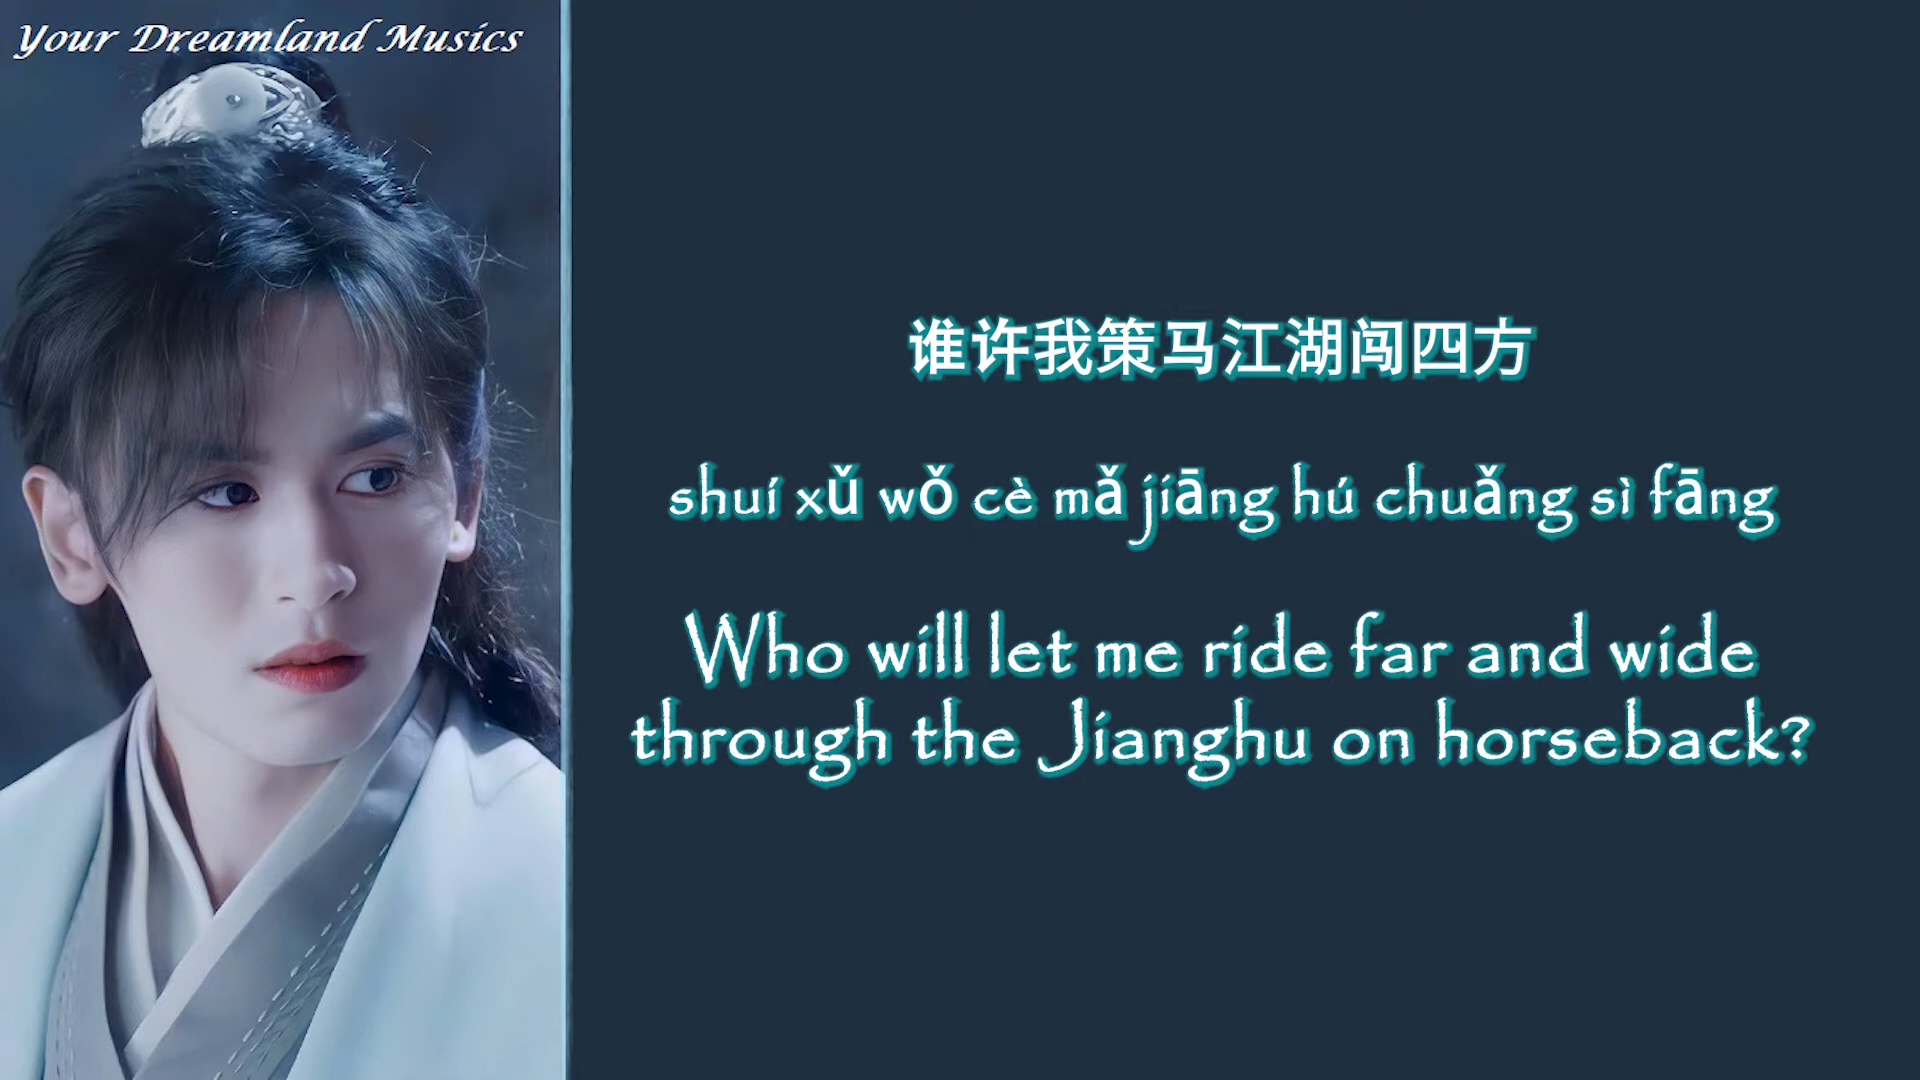 Your Dreamland Musics
谁许我策马江湖闯四方
shuí xǔ wǒ cè mǎ jiāng hú chuǎng sì fāng
Who will let me ride far and wide
through the Jianghu on horseback?